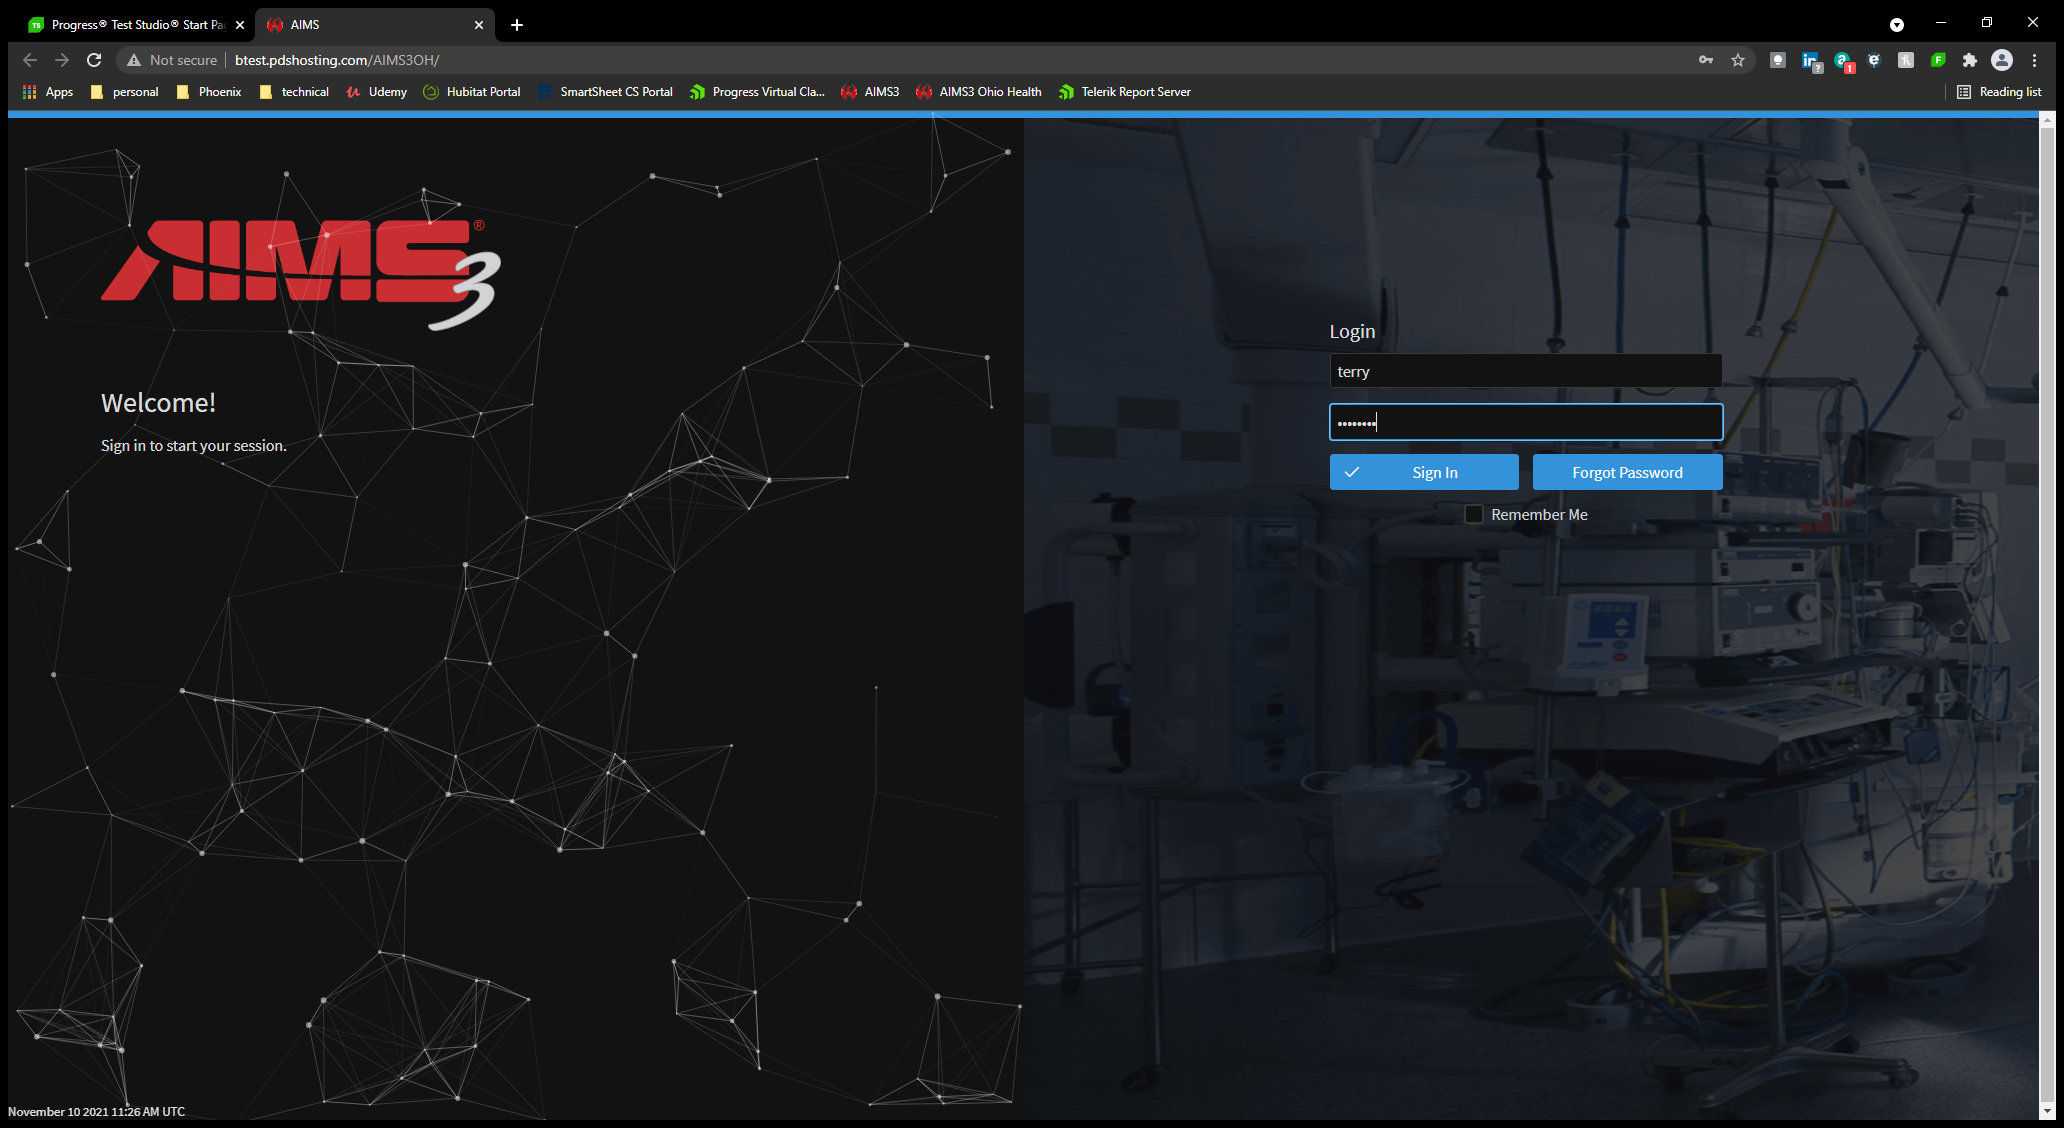 Progress® Test Studio® Start Pa
AIMS
Not secure
btest.pdshosting.com/AIMS3OH/
Apps
personal
Phoenix
technical
Udemy
Hubitat Portal
SmartSheet CS Portal
Progress Virtual Cla...
AIMS3
AIMS3 Ohio Health
Telerik Report Server
Reading list
AIMS®3
Welcome!
Sign in to start your session.
Login
terry
••••••••
Sign In
Forgot Password
Remember Me
November 10 2021 11:26 AM UTC